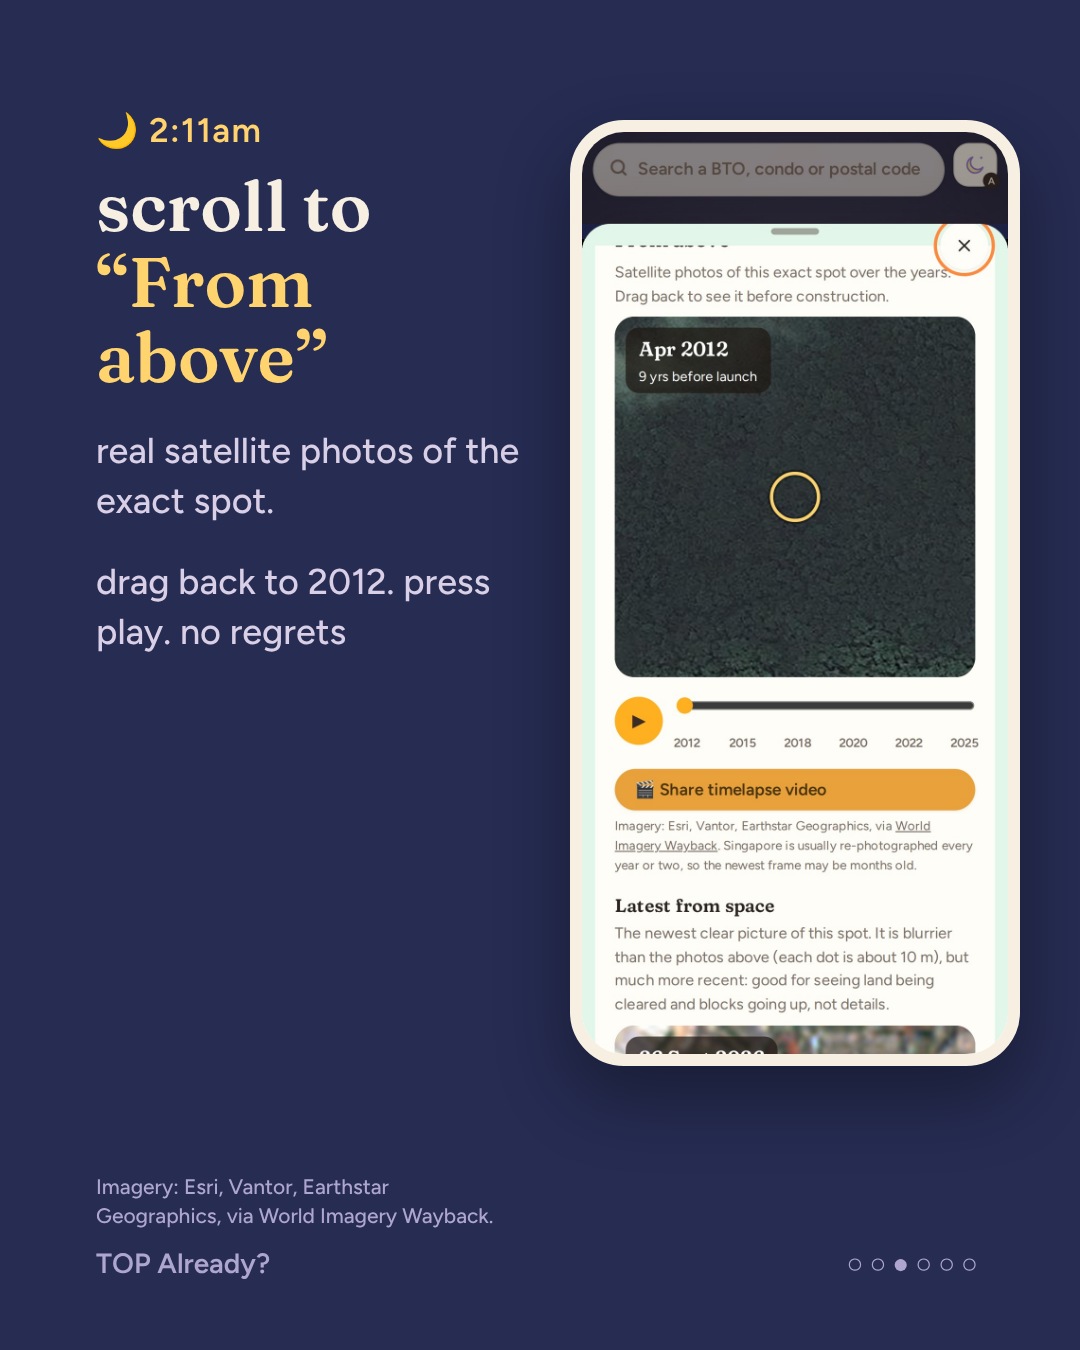 🌙 2:11am
scroll to
“From
above”
real satellite photos of the
exact spot.
drag back to 2012. press
play. no regrets
Search a BTO, condo or postal code
A
From above
Satellite photos of this exact spot over the years.
Drag back to see it before construction.
Apr 2012
9 yrs before launch
2012 2015 2018 2020 2022 2025
🎬 Share timelapse video
Imagery: Esri, Vantor, Earthstar Geographics, via World
Imagery Wayback. Singapore is usually re-photographed every
year or two, so the newest frame may be months old.
Latest from space
The newest clear picture of this spot. It is blurrier
than the photos above (each dot is about 10 m), but
much more recent: good for seeing land being
cleared and blocks going up, not details.
Imagery: Esri, Vantor, Earthstar
Geographics, via World Imagery Wayback.
TOP Already?